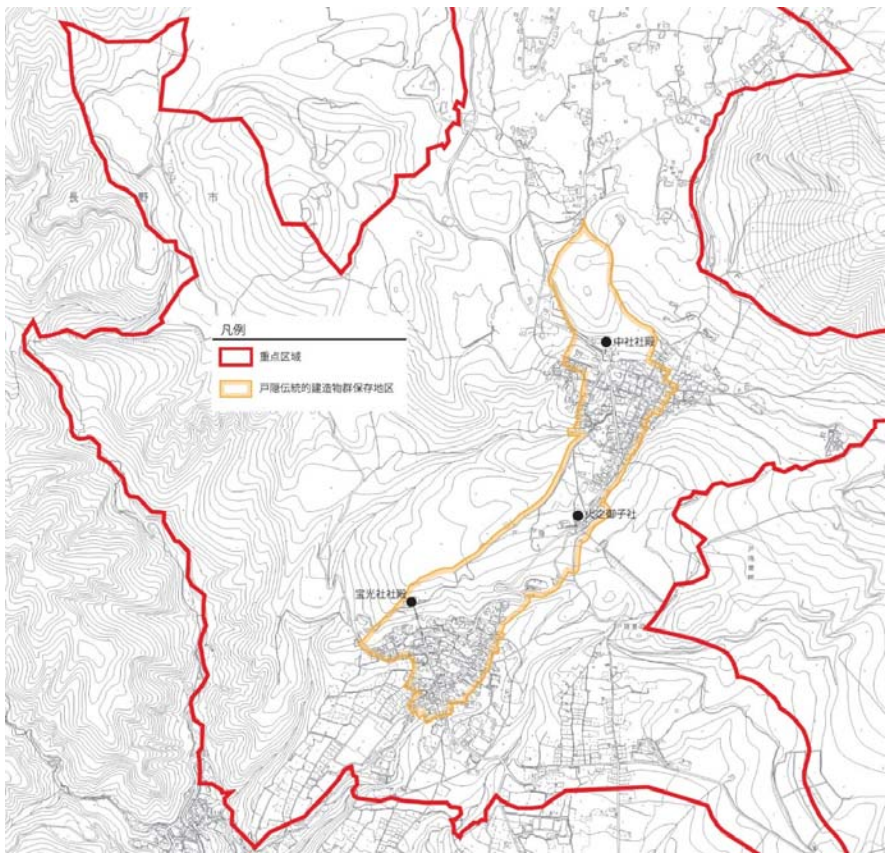 長野市
凡例
重点区域
戸隠伝統的建造物群保存地区
中社社殿
火之御子社
宝光社社殿